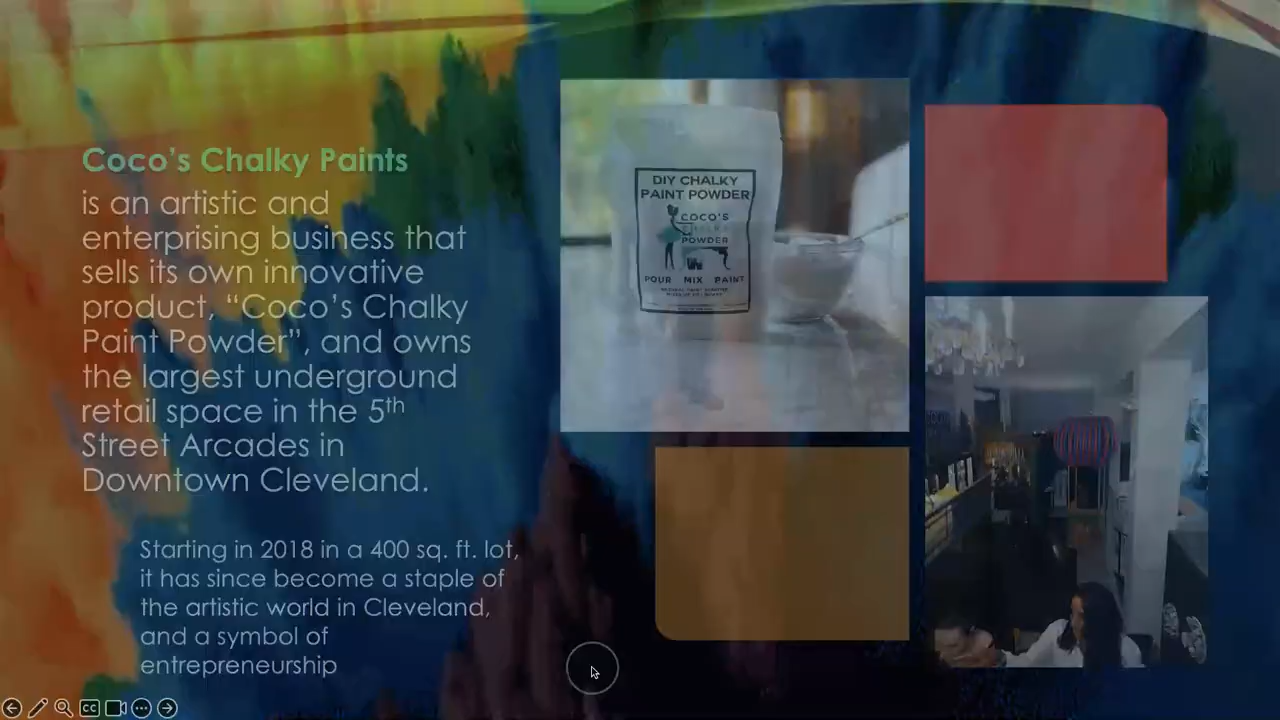 Coco’s Chalky Paints
is an artistic and
enterprising business that
sells its own innovative
product, “Coco’s Chalky
Paint Powder”, and owns
the largest underground
retail space in the 5th
Street Arcades in
Downtown Cleveland.
Starting in 2018 in a 400 sq. ft. lot,
it has since become a staple of
the artistic world in Cleveland,
and a symbol of
entrepreneurship
DIY CHALKY
PAINT POWDER
COCO'S
CHALKY
POWDER
POUR MIX PAINT
CC